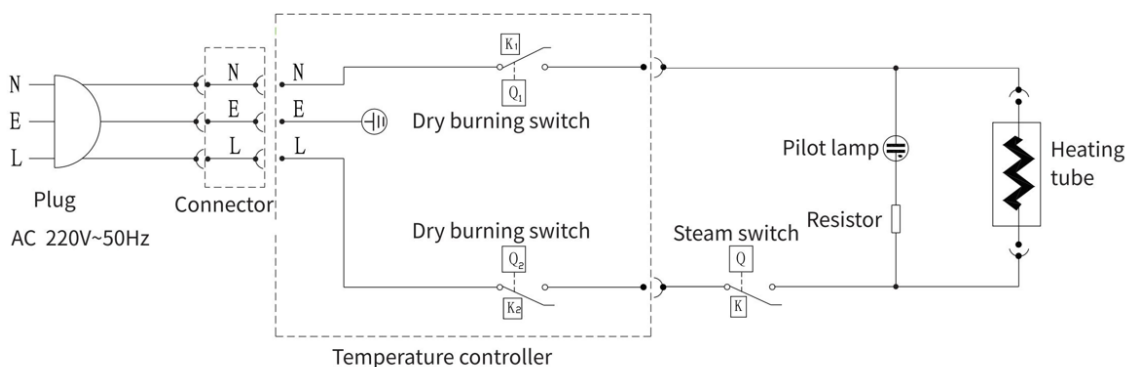 N
E
L
Plug
AC 220V~50Hz
N
E
L
Connector
N
E
L
K₁
Q₁
Dry burning switch
Dry burning switch
Q₂
K₂
Temperature controller
Steam switch
Q
K
Pilot lamp
Resistor
Heating
tube